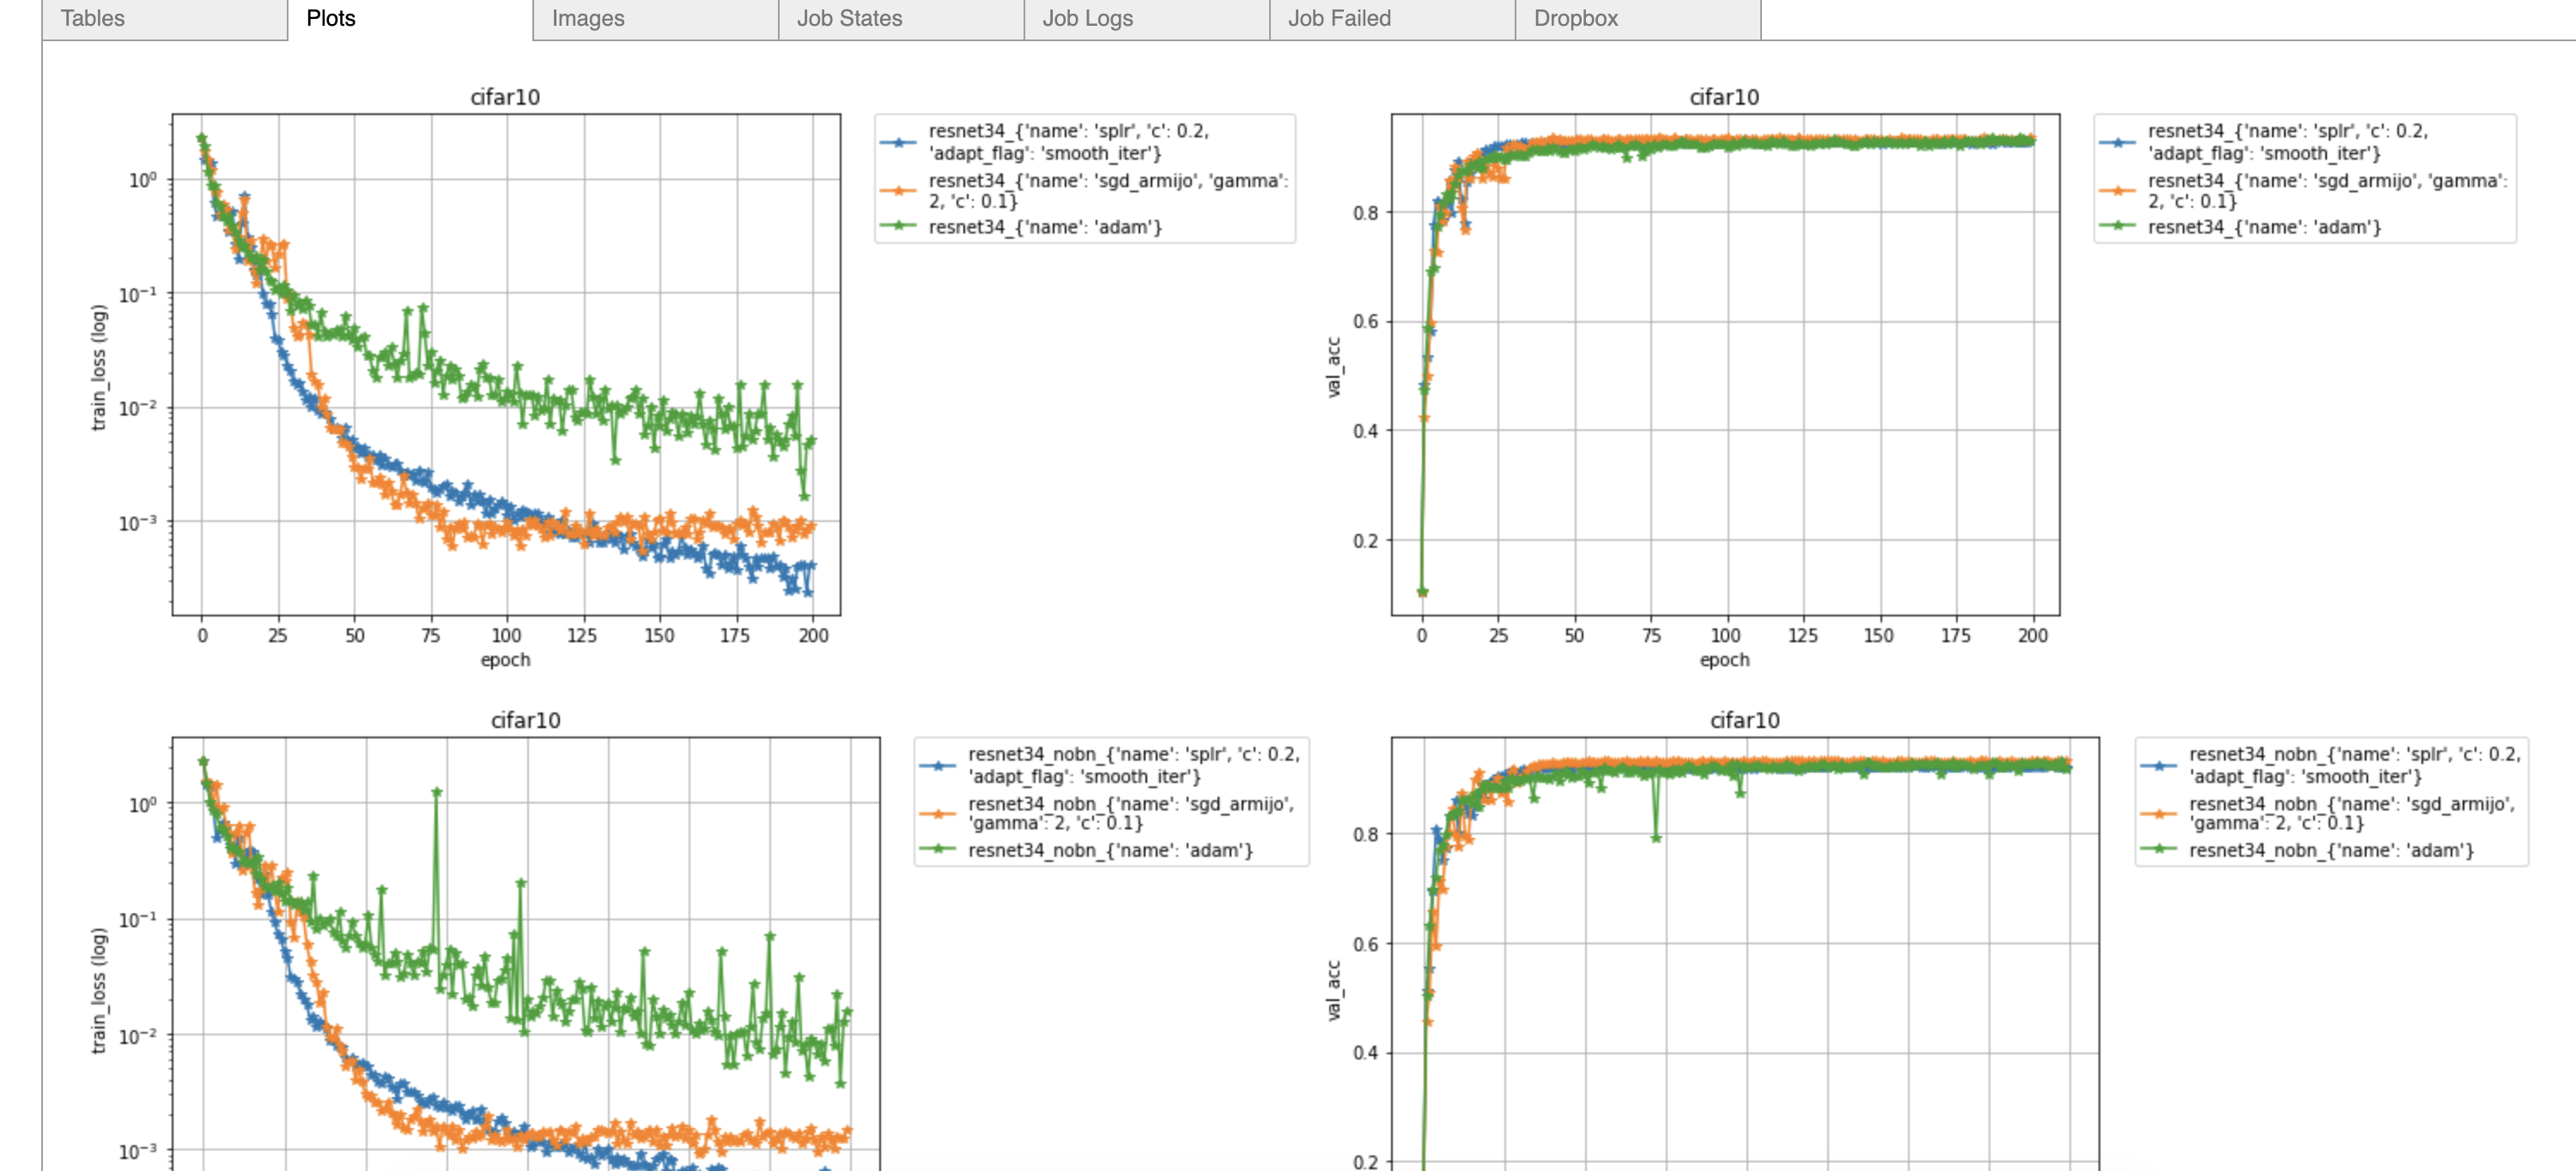 Tables
Plots
Images
Job States
Job Logs
Job Failed
Dropbox
cifar10
train_loss (log)
10⁰
10⁻¹
10⁻²
10⁻³
0 25 50 75 100 125 150 175 200
epoch
resnet34_{'name': 'splr', 'c': 0.2,
'adapt_flag': 'smooth_iter'}
resnet34_{'name': 'sgd_armijo', 'gamma':
2, 'c': 0.1}
resnet34_{'name': 'adam'}
cifar10
val_acc
0.8
0.6
0.4
0.2
0 25 50 75 100 125 150 175 200
epoch
resnet34_{'name': 'splr', 'c': 0.2,
'adapt_flag': 'smooth_iter'}
resnet34_{'name': 'sgd_armijo', 'gamma':
2, 'c': 0.1}
resnet34_{'name': 'adam'}
cifar10
train_loss (log)
10⁰
10⁻¹
10⁻²
10⁻³
resnet34_nobn_{'name': 'splr', 'c': 0.2,
'adapt_flag': 'smooth_iter'}
resnet34_nobn_{'name': 'sgd_armijo',
'gamma': 2, 'c': 0.1}
resnet34_nobn_{'name': 'adam'}
cifar10
val_acc
0.8
0.6
0.4
0.2
resnet34_nobn_{'name': 'splr', 'c': 0.2,
'adapt_flag': 'smooth_iter'}
resnet34_nobn_{'name': 'sgd_armijo',
'gamma': 2, 'c': 0.1}
resnet34_nobn_{'name': 'adam'}